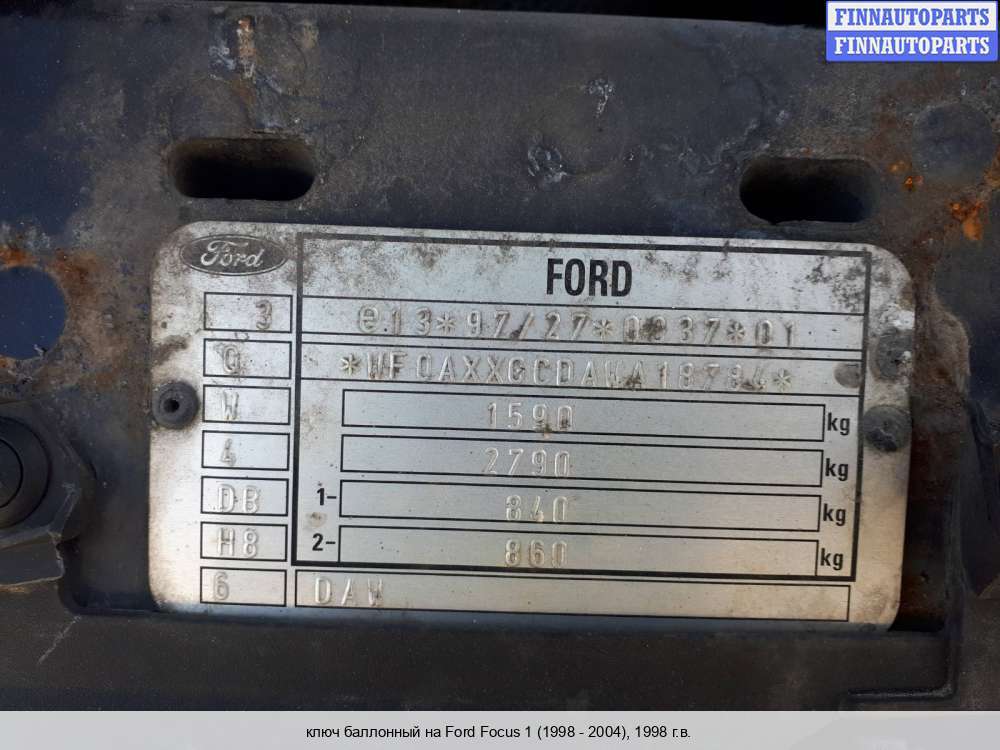 FINNAUTOPARTS
FINNAUTOPARTS
Ford
FORD
3 e13*97/27*0037*01
Q *WF0AXXGCDAWA18784*
W 1590 kg
4 2790 kg
DB 1- 840 kg
H8 2- 860 kg
6 DAW
ключ баллонный на Ford Focus 1 (1998 - 2004), 1998 г.в.